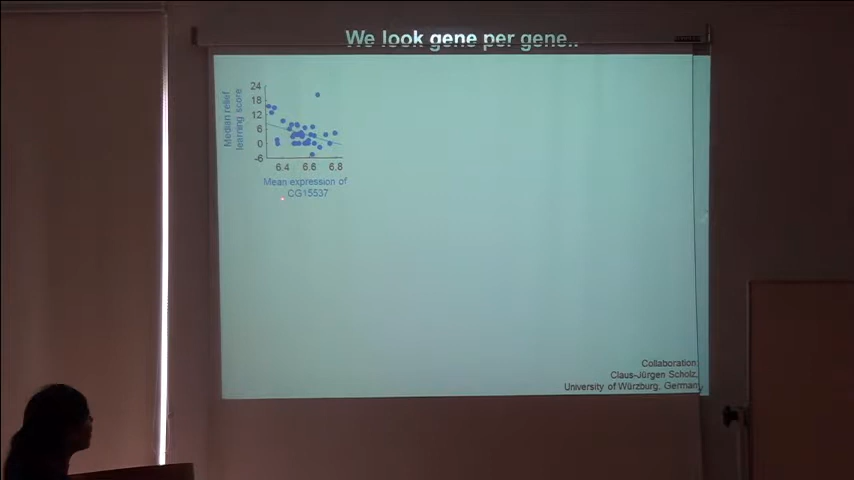 We look gene per gene..
Median relief
learning score
24
18
12
6
0
-6
6.4 6.6 6.8
Mean expression of
CG15537
Collaboration:
Claus-Jürgen Scholz,
University of Würzburg, Germany